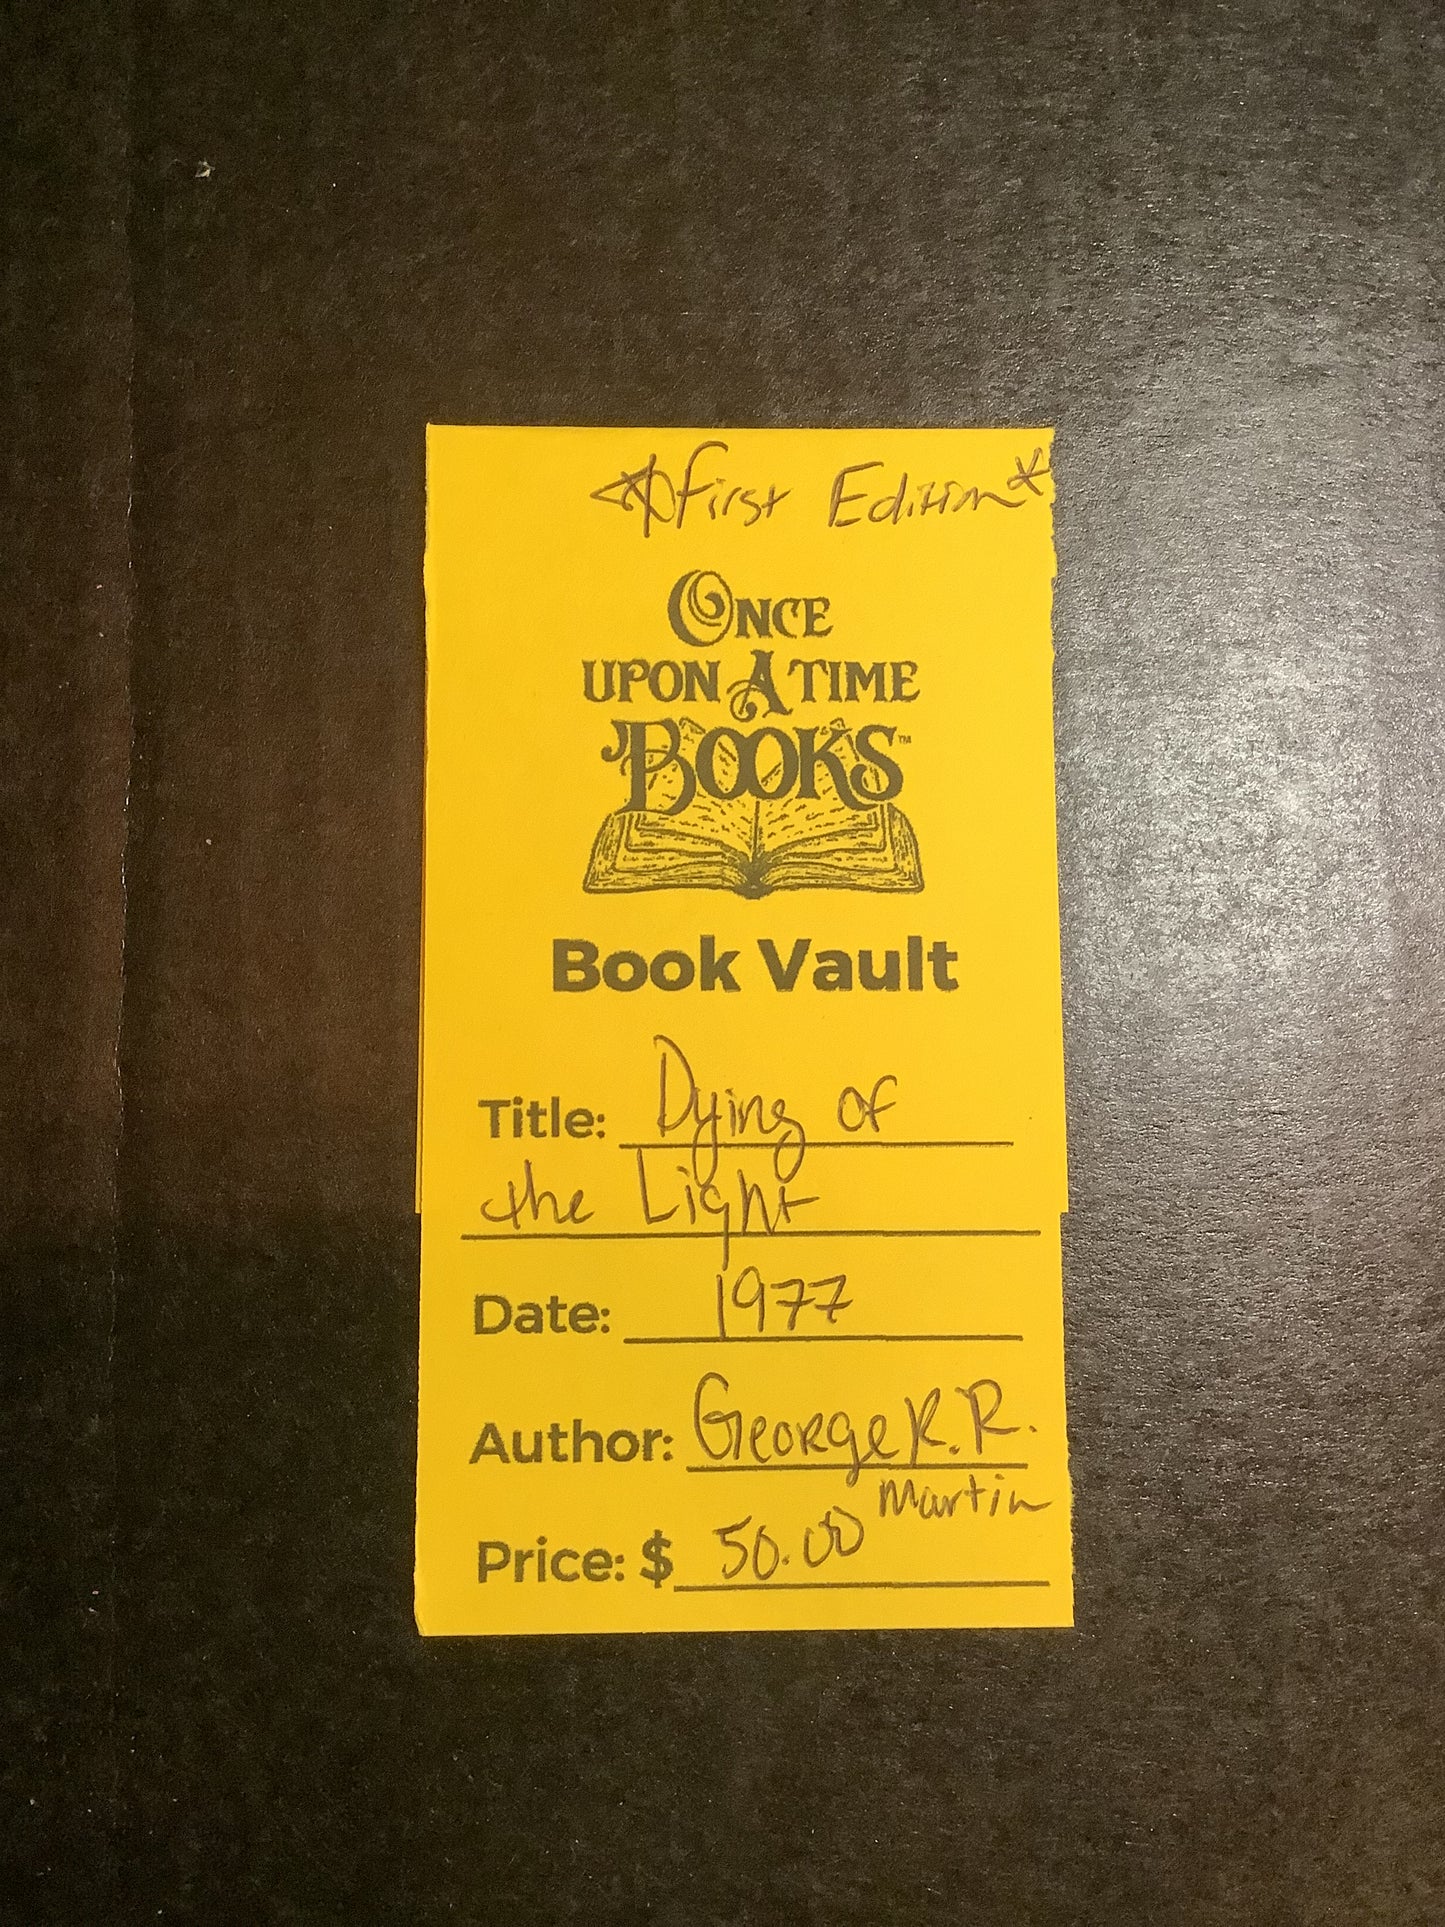 *First Edition*
ONCE
UPON A TIME
BOOKS™
Book Vault
Title: Dying of
the Light
Date: 1977
Author: George R. R.
Martin
Price: $ 50.00